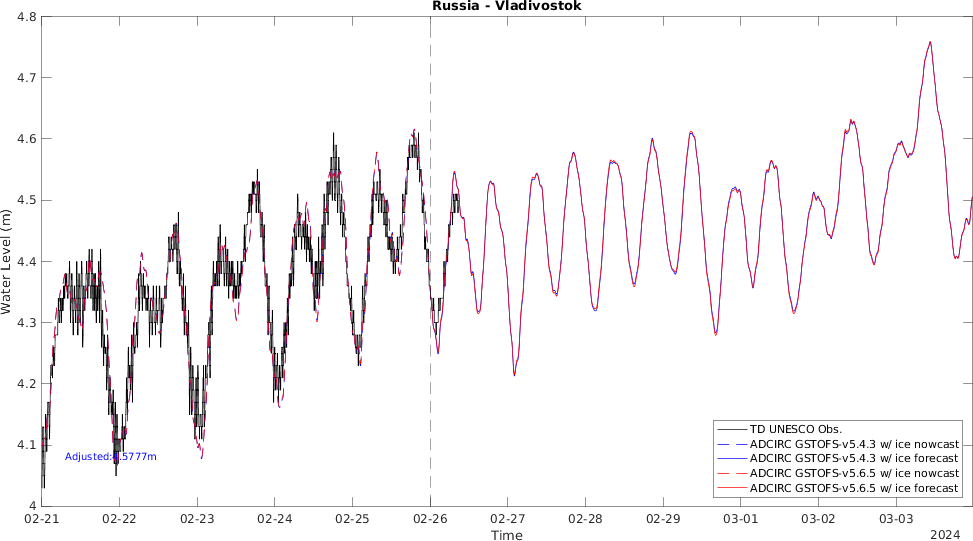 Russia - Vladivostok
4.8
4.7
4.6
4.5
4.4
4.3
4.2
4.1
4
Water Level (m)
Adjusted:4.5777m
TD UNESCO Obs.
ADCIRC GSTOFS-v5.4.3 w/ ice nowcast
ADCIRC GSTOFS-v5.4.3 w/ ice forecast
ADCIRC GSTOFS-v5.6.5 w/ ice nowcast
ADCIRC GSTOFS-v5.6.5 w/ ice forecast
02-21 02-22 02-23 02-24 02-25 02-26 02-27 02-28 02-29 03-01 03-02 03-03
Time
2024